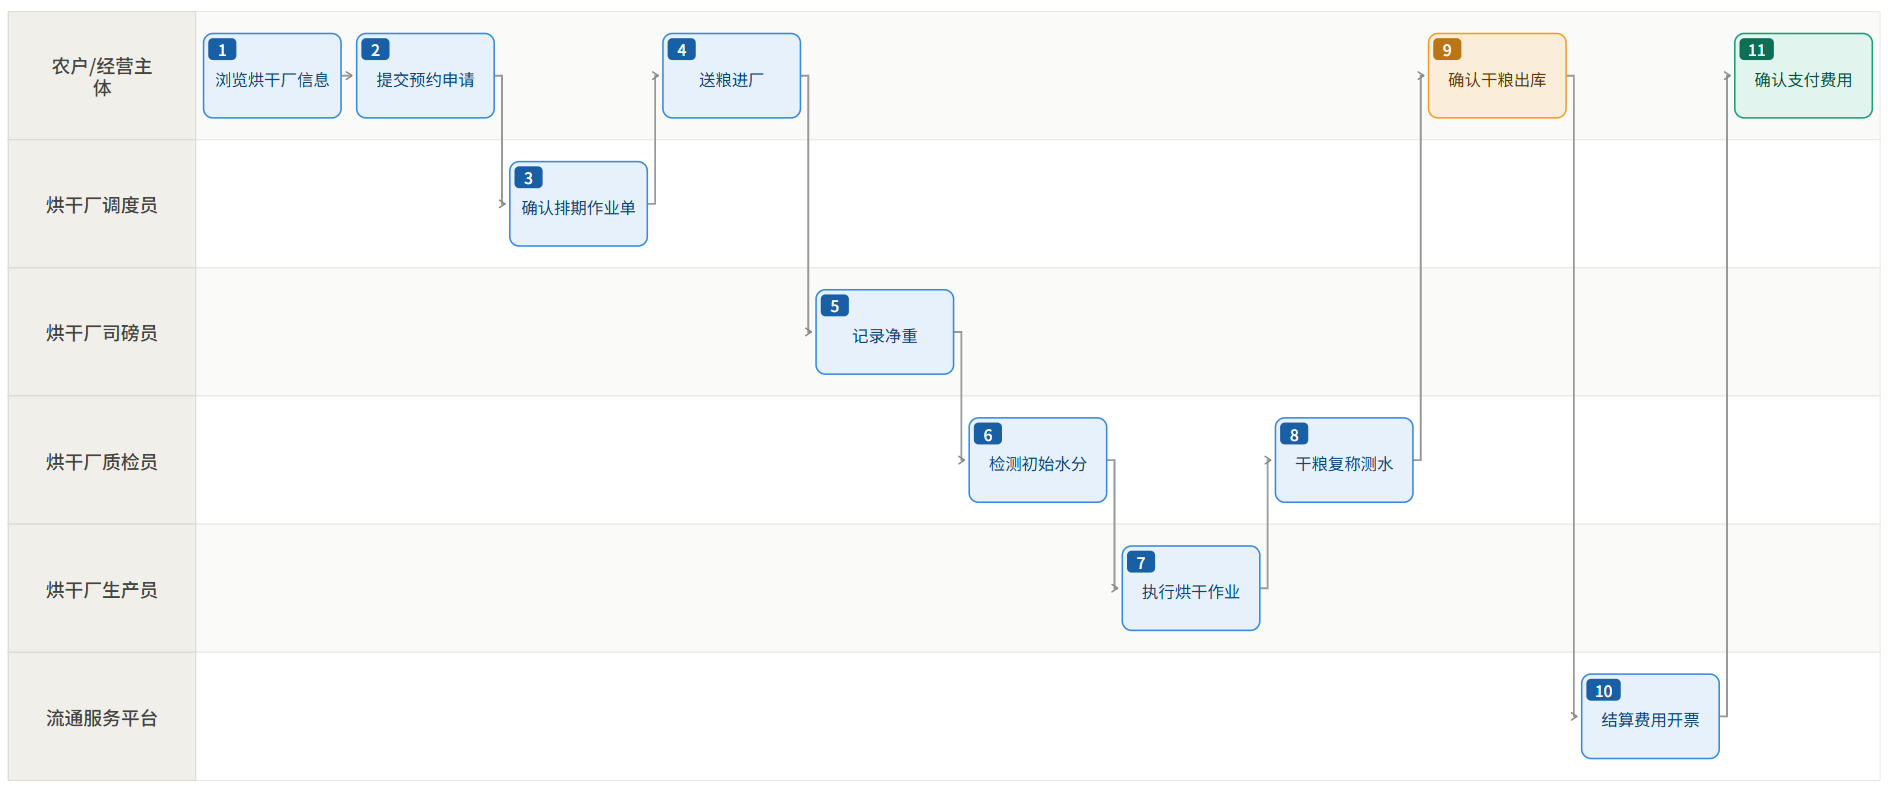 农户/经营主
体
1
浏览烘干厂信息
2
提交预约申请
4
送粮进厂
9
确认干粮出库
11
确认支付费用
烘干厂调度员
3
确认排期作业单
烘干厂司磅员
5
记录净重
烘干厂质检员
6
检测初始水分
8
干粮复称测水
烘干厂生产员
7
执行烘干作业
流通服务平台
10
结算费用开票